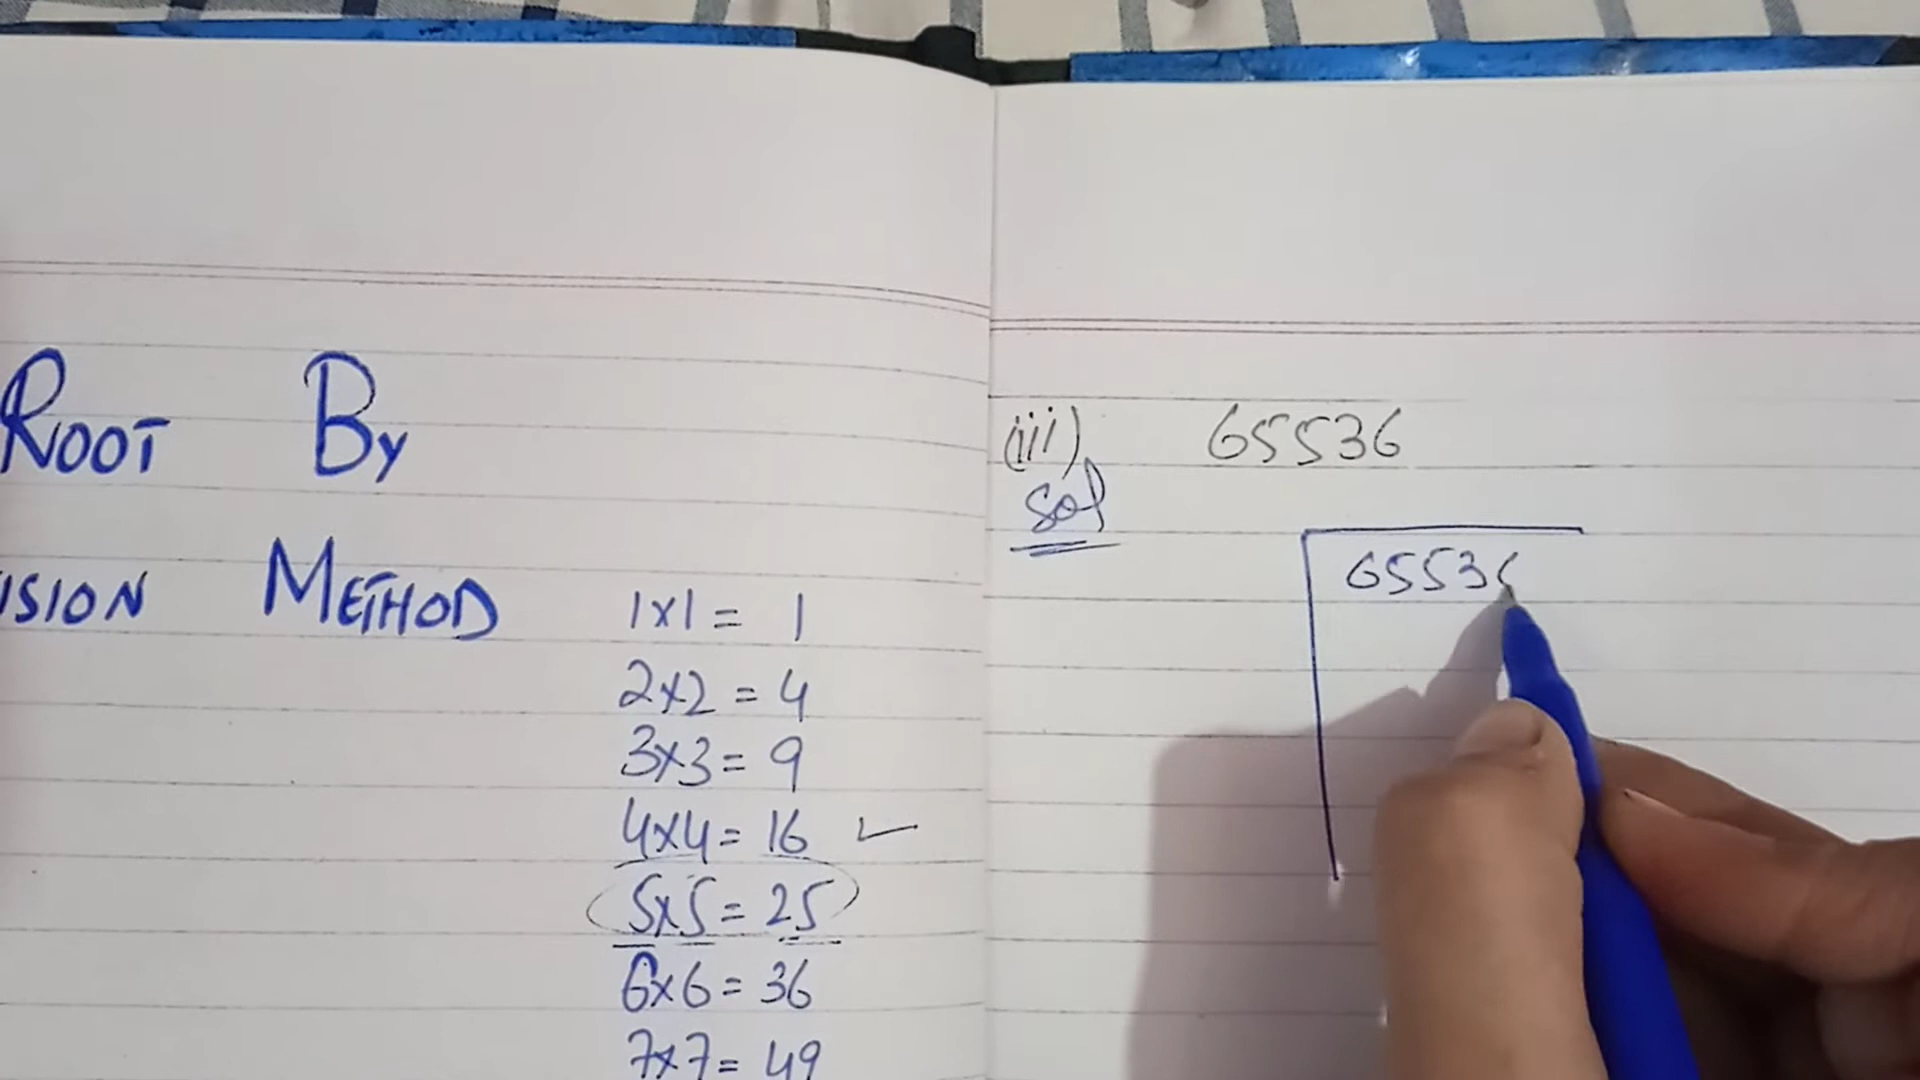 ROOT BY
ISION METHOD
1x1 = 1
2x2 = 4
3x3 = 9
4x4 = 16
5x5 = 25
6x6 = 36
7x7 = 49
(iii) 65536
Sol
65536